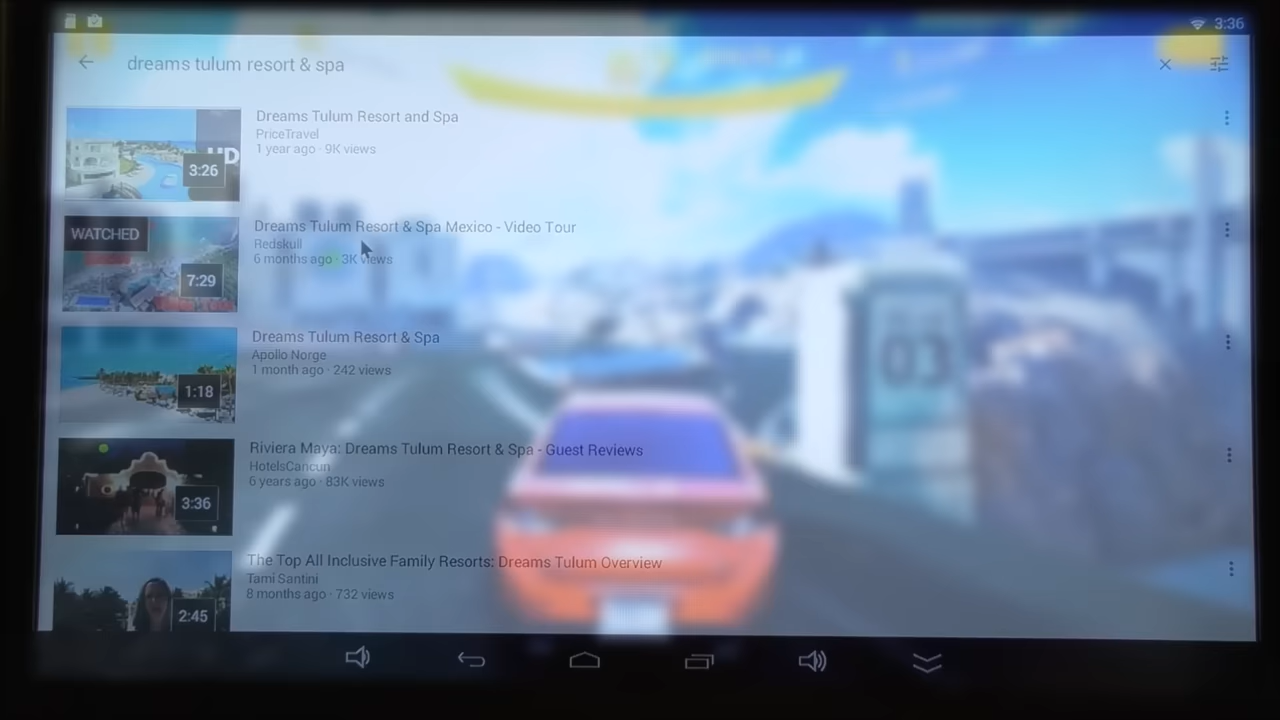 3:36
dreams tulum resort & spa
Dreams Tulum Resort and Spa
PriceTravel
1 year ago · 9K views
HD
3:26
Dreams Tulum Resort & Spa Mexico - Video Tour
WATCHED
Redskull
6 months ago · 3K views
7:29
Dreams Tulum Resort & Spa
Apollo Norge
1 month ago · 242 views
1:18
03
Riviera Maya: Dreams Tulum Resort & Spa - Guest Reviews
HotelsCancun
6 years ago · 83K views
3:36
The Top All Inclusive Family Resorts: Dreams Tulum Overview
Tami Santini
8 months ago · 732 views
2:45